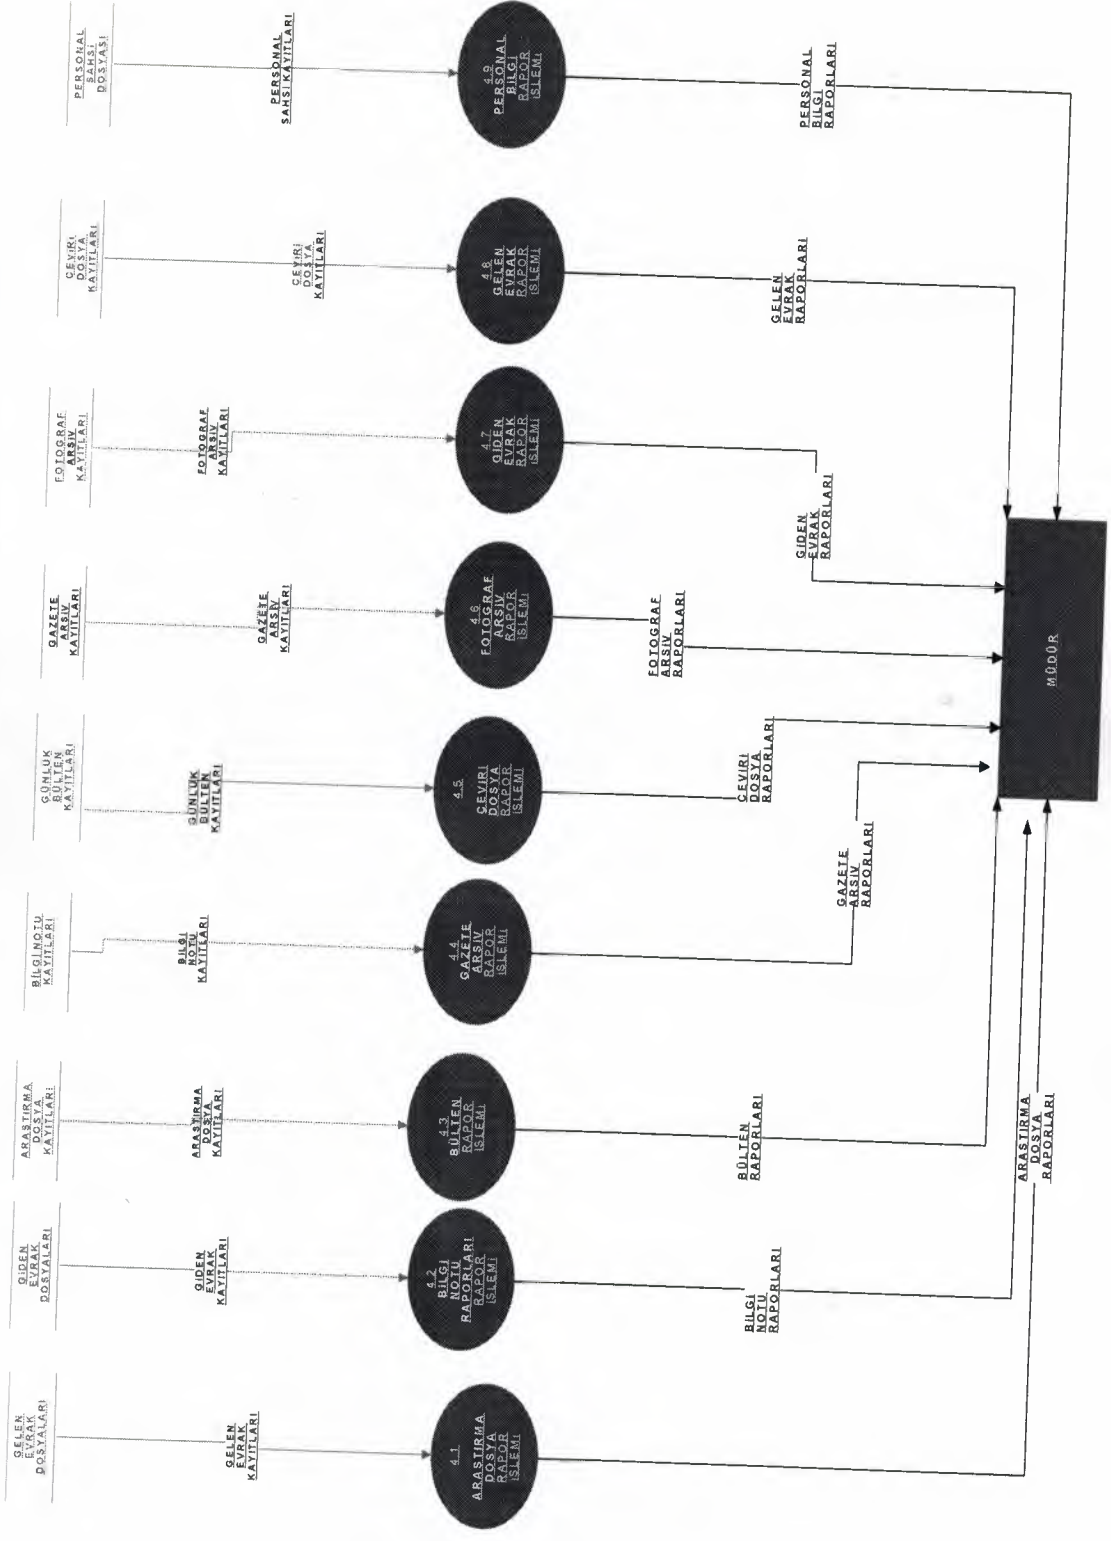 GELEN
EVRAK
DOSYALARI
GELEN
EVRAK
KAYITLARI
4.1
ARASTIRMA
DOSYA
RAPOR
ISLEMI
ARASTIRMA
DOSYA
RAPORLARI
GIDEN
EVRAK
DOSYALARI
GIDEN
EVRAK
KAYITLARI
4.2
BILGI
NOTU
RAPORLARI
RAPOR
ISLEMI
BILGI
NOTU
RAPORLARI
ARASTIRMA
DOSYA
KAYITLARI
ARASTIRMA
DOSYA
KAYITLARI
4.3
BÜLTEN
RAPOR
ISLEMI
BÜLTEN
RAPORLARI
BILGI NOTU
KAYITLARI
BILGI
NOTU
KAYITLARI
4.4
GAZETE
ARSIV
RAPOR
ISLEMI
GAZETE
ARSIV
RAPORLARI
GÜNLÜK
BÜLTEN
KAYITLARI
GÜNLÜK
BÜLTEN
KAYITLARI
4.5
ÇEVIRI
DOSYA
RAPOR
ISLEMI
ÇEVIRI
DOSYA
RAPORLARI
GAZETE
ARSIV
KAYITLARI
GAZETE
ARSIV
KAYITLARI
4.6
FOTOGRAF
ARSIV
RAPOR
ISLEMI
FOTOGRAF
ARSIV
RAPORLARI
FOTOGRAF
ARSIV
KAYITLARI
FOTOGRAF
ARSIV
KAYITLARI
4.7
GIDEN
EVRAK
RAPOR
ISLEMI
GIDEN
EVRAK
RAPORLARI
ÇEVIRI
DOSYA
KAYITLARI
ÇEVIRI
DOSYA
KAYITLARI
4.8
GELEN
EVRAK
RAPOR
ISLEMI
GELEN
EVRAK
RAPORLARI
PERSONAL
SAHSI
DOSYASI
PERSONAL
SAHSI KAYITLARI
4.9
PERSONAL
BILGI
RAPOR
ISLEMI
PERSONAL
BILGI
RAPORLARI
MÜDÜR